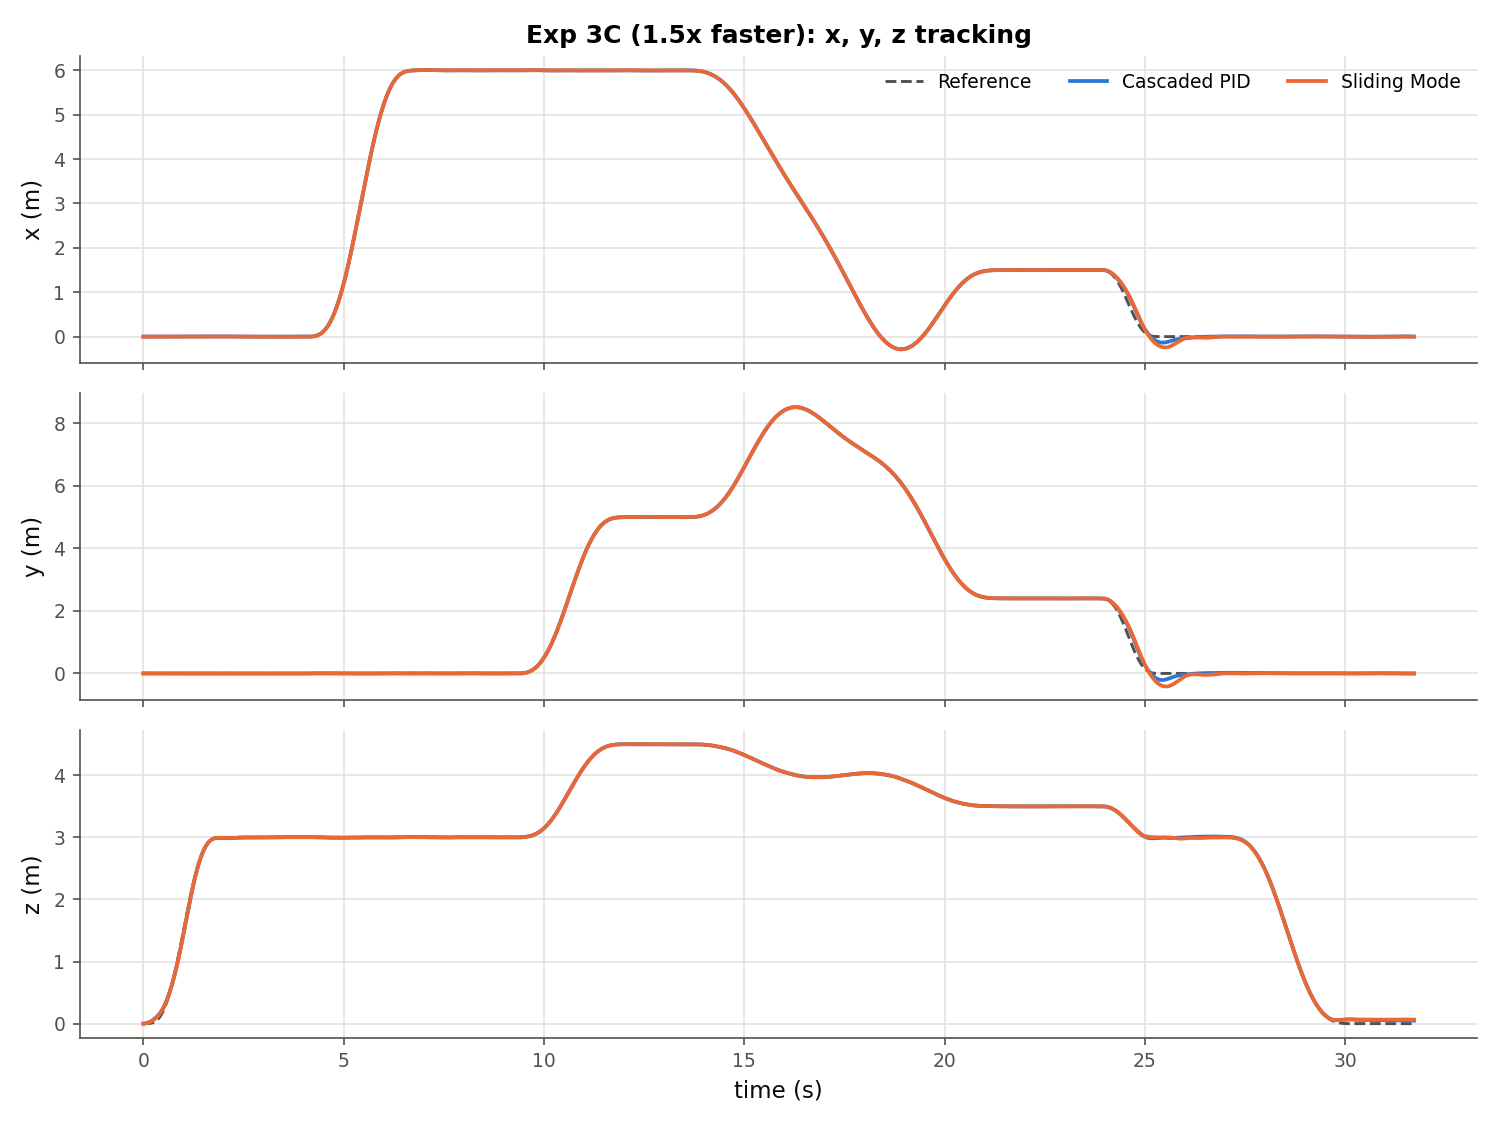 Exp 3C (1.5x faster): x, y, z tracking
Reference Cascaded PID Sliding Mode
6
5
4
3
2
1
0
x (m)
8
6
4
2
0
y (m)
4
3
2
1
0
z (m)
0 5 10 15 20 25 30
time (s)